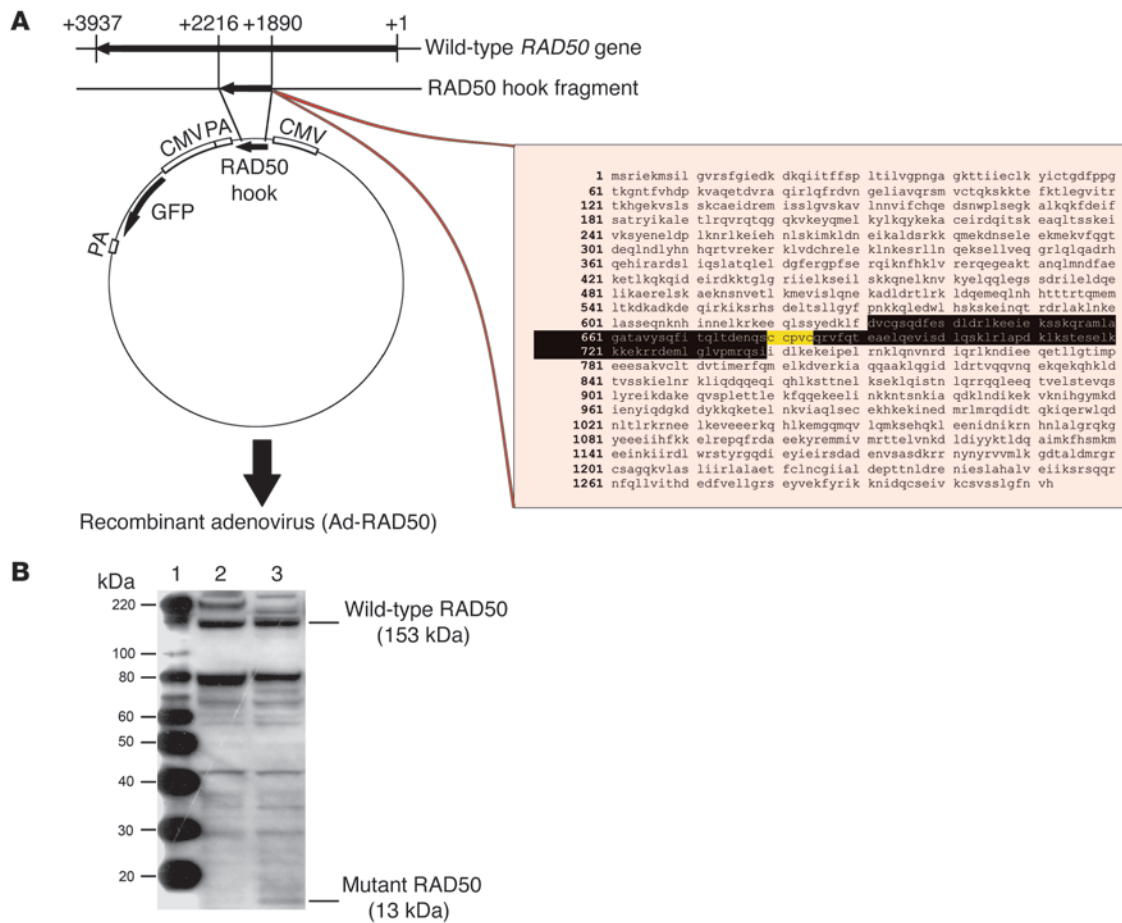 A
+3937 +2216 +1890 +1
Wild-type RAD50 gene
RAD50 hook fragment
CMV PA CMV
RAD50
hook
GFP
PA
1 msriekmsil gvrsfgiedk dkqiitffsp ltilvgpnga gkttiieclk yictgdfppg
61 tkgntfvhdp kvaqetdvra qirlqfrdvn geliavqrsm vctqkskkte fktlegvitr
121 tkhgekvsls skcaeidrem isslgvskav lnnvifchqe dsnwplsegk alkqkfdeif
181 satryikale tlrqvrqtqg qkvkeyqmel kylkqykeka ceirdqitsk eaqltsskei
241 vksyeneldp lknrlkeieh nlskimkldn eikaldsrkk qmekdnsele ekmekvfqgt
301 deqlndlyhn hqrtvreker klvdchrele klnkesrlln qeksellveq grlqlqadrh
361 qehirardsl iqslatqlel dgfergpfse rqiknfhklv rerqegeakt anqlmndfae
421 ketlkqkqid eirdkktglg riielkseil skkqnelknv kyelqqlegs sdrileldqe
481 likaerelsk aeknsnvetl kmevislqne kadldrtlrk ldqemeqlnh htttrtqmem
541 ltkdkadkde qirkiksrhs deltsllgyf pnkkqledwl hskskeinqt rdrlaklnke
601 lasseqnknh innelkrkee qlssyedklf dvcgsqdfes dldrlkeeie ksskqramla
661 gatavysqfi tqltdenqsc cpvcqrvfqt eaelqevisd lqsklrlapd klksteselk
721 kkekrrdeml glvpmrqsii dlkekeipel rnklqnvnrd iqrlkndiee qetllgtimp
781 eeesakvclt dvtimerfqm elkdverkia qqaaklqgid ldrtvqqvnq ekqekqhkld
841 tvsskielnr kliqdqqeqi qhlksttnel kseklqistn lqrrqqleeq tvelstevqs
901 lyreikdake qvsplettle kfqqekeeli nkkntsnkia qdklndikek vknihgymkd
961 ienyiqdgkd dykkqketel nkviaqlsec ekhkekined mrlmrqdidt qkiqerwlqd
1021 nltlrkrnee lkeveeerkq hlkemgqmqv lqmksehqkl eenidnikrn hnlalgrqkg
1081 yeeeiihfkk elrepqfrda eekyremmiv mrttelvnkd ldiyyktldq aimkfhsmkm
1141 eeinkiirdl wrstyrgqdi eyieirsdad envsasdkrr nynyrvvmlk gdtaldmrgr
1201 csagqkvlas liirlalaet fclncgiial deptttnldre nieslahalv eiiksrsqqr
1261 nfqllvithd edfvellgrs eyvekfyrik knidqcseiv kcsvsslgfn vh
Recombinant adenovirus (Ad-RAD50)
B
kDa 1 2 3
220
Wild-type RAD50
(153 kDa)
100
80
60
50
40
30
20
Mutant RAD50
(13 kDa)